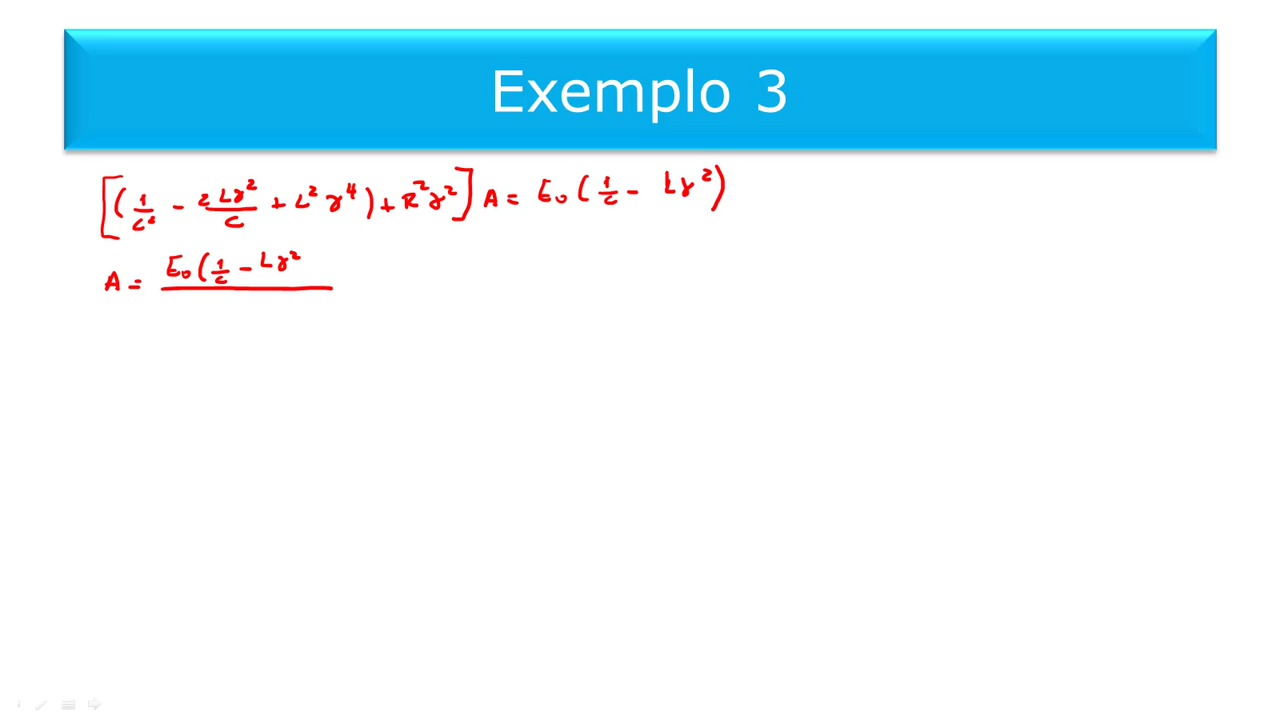 Exemplo 3
[(1/C² - 2Lγ²/C + L²γ⁴) + R²γ²] A = E₀(1/C - Lγ²)
A = E₀(1/C - Lγ²